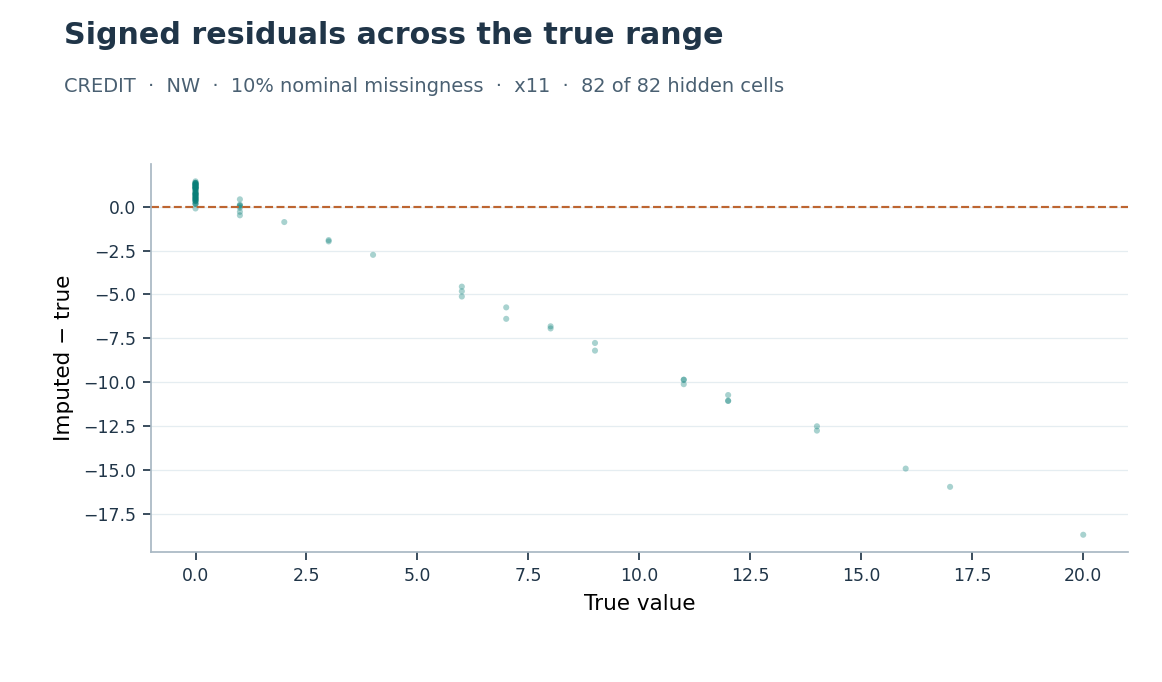 Signed residuals across the true range
CREDIT · NW · 10% nominal missingness · x11 · 82 of 82 hidden cells
Imputed − true
0.0
−2.5
−5.0
−7.5
−10.0
−12.5
−15.0
−17.5
0.0 2.5 5.0 7.5 10.0 12.5 15.0 17.5 20.0
True value